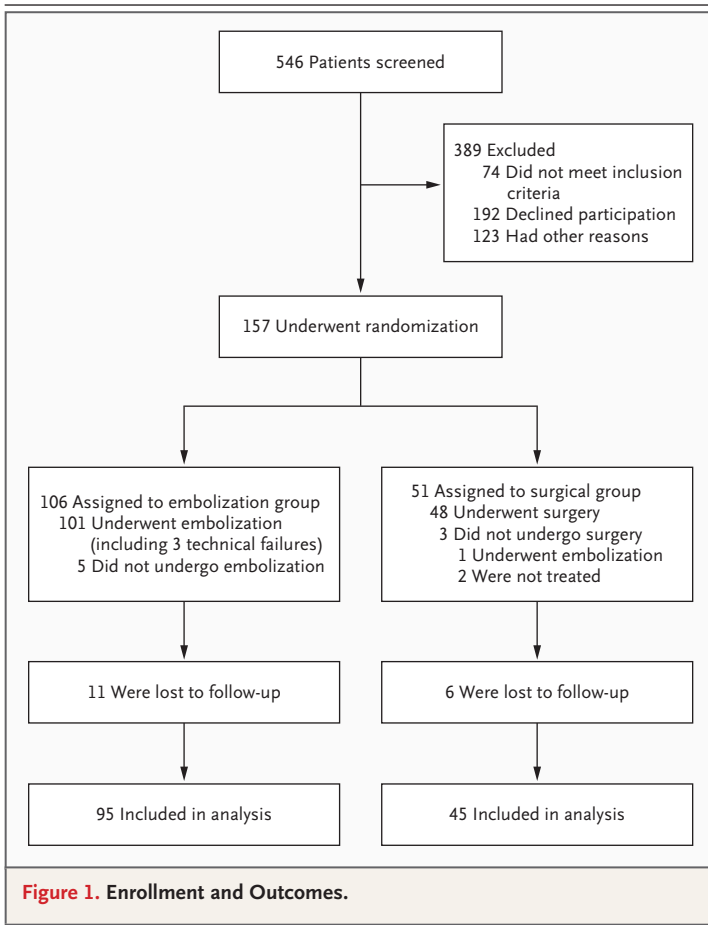 546 Patients screened
389 Excluded
74 Did not meet inclusion
criteria
192 Declined participation
123 Had other reasons
157 Underwent randomization
106 Assigned to embolization group
101 Underwent embolization
(including 3 technical failures)
5 Did not undergo embolization
51 Assigned to surgical group
48 Underwent surgery
3 Did not undergo surgery
1 Underwent embolization
2 Were not treated
11 Were lost to follow-up
6 Were lost to follow-up
95 Included in analysis
45 Included in analysis
Figure 1. Enrollment and Outcomes.